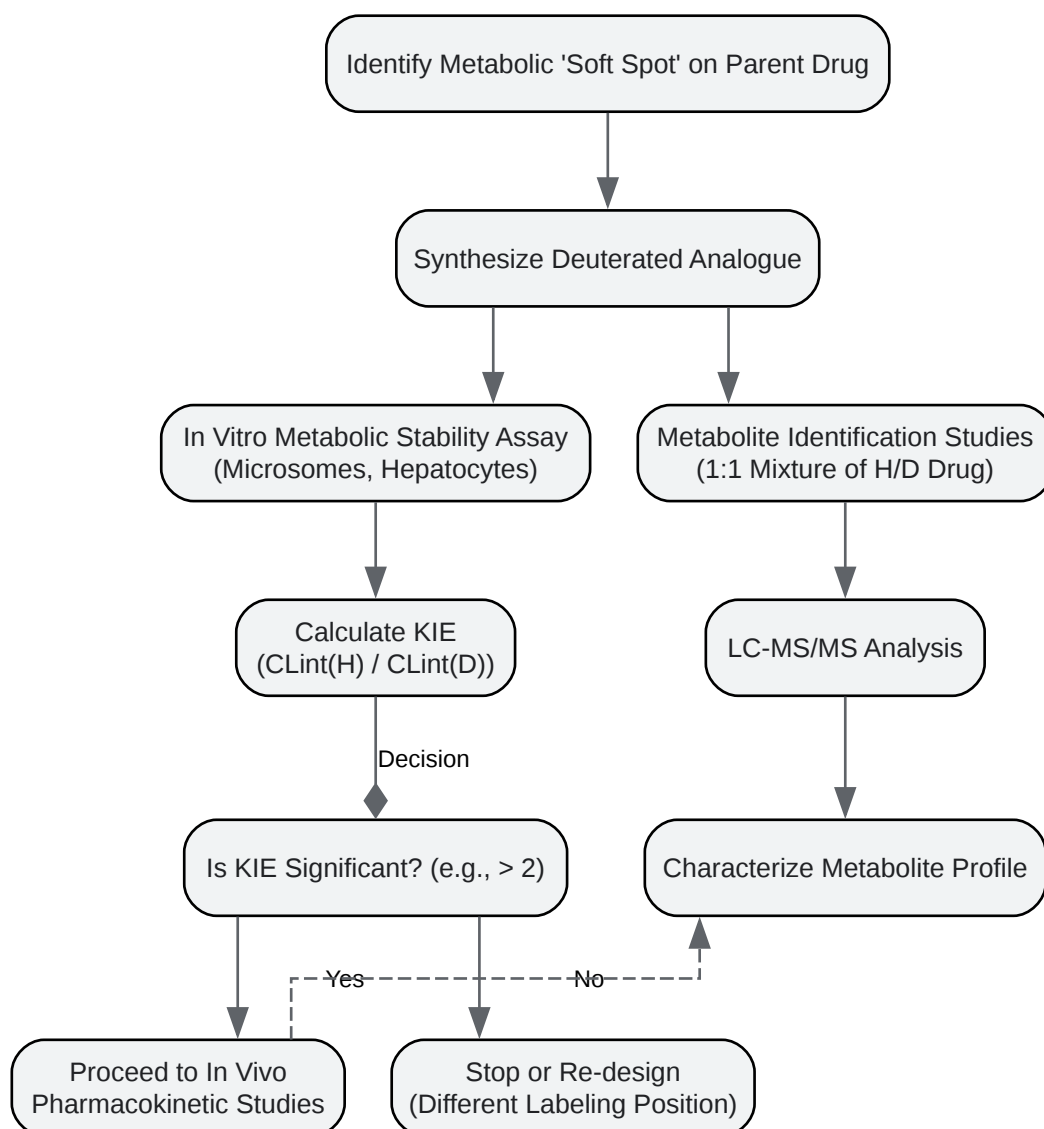 Identify Metabolic 'Soft Spot' on Parent Drug
Synthesize Deuterated Analogue
In Vitro Metabolic Stability Assay
(Microsomes, Hepatocytes)
Metabolite Identification Studies
(1:1 Mixture of H/D Drug)
Calculate KIE
(CLint(H) / CLint(D))
LC-MS/MS Analysis
Decision
Is KIE Significant? (e.g., > 2)
Characterize Metabolite Profile
Yes
No
Proceed to In Vivo
Pharmacokinetic Studies
Stop or Re-design
(Different Labeling Position)